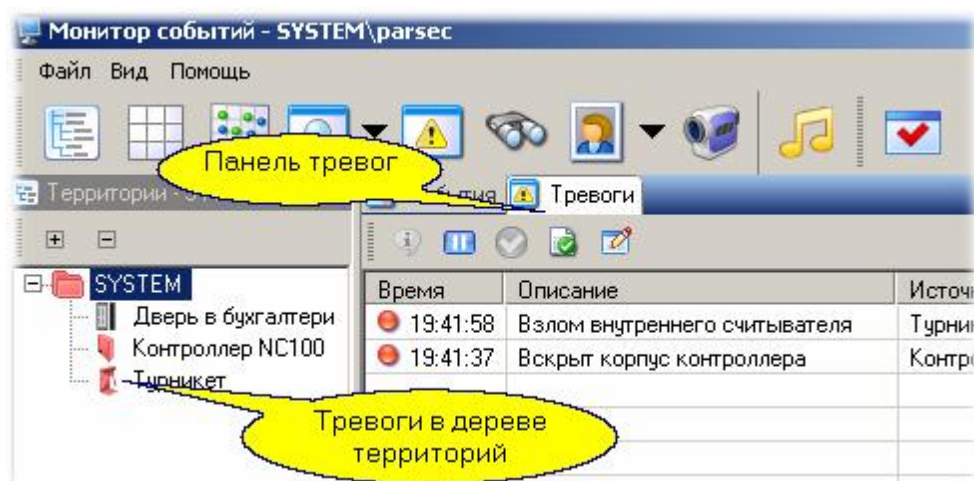 Монитор событий - SYSTEM\parsec
Файл Вид Помощь
Панель тревог
Территории -
Тревоги
SYSTEM
Дверь в бухгалтери
Контроллер NC100
Турникет
Время Описание
19:41:58 Взлом внутреннего считывателя
19:41:37 Вскрыт корпус контроллера
Тревоги в дереве
территорий